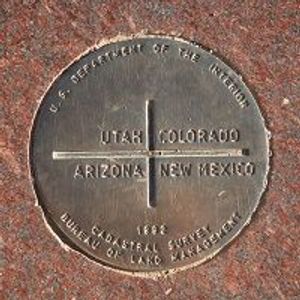 U.S. DEPARTMENT OF THE INTERIOR
UTAH COLORADO
ARIZONA NEW MEXICO
1992
CADASTRAL SURVEY
BUREAU OF LAND MANAGEMENT